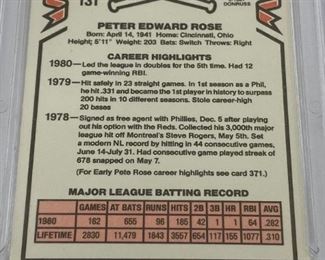 131
DONRUSS
PETER EDWARD ROSE
Born: April 14, 1941 Home: Cincinnati, Ohio
Height: 5'11" Weight: 203 Bats: Switch Throws: Right
CAREER HIGHLIGHTS
1980—Led the league in doubles for the 5th time. Had 12
game-winning RBI.
1979—Hit safely in 23 straight games. In 1st season as a Phil,
he hit .331 and became the 1st player in history to surpass
200 hits in 10 different seasons. Stole career-high
20 bases
1978—Signed as free agent with Phillies, Dec. 5 after playing
out his option with the Reds. Collected his 3,000th major
league hit off Montreal's Steve Rogers, May 5th. Set a
modern NL record by hitting in 44 consecutive games,
June 14-July 31. Had consecutive game played streak of
678 snapped on May 7.
(For Early Pete Rose career highlights see card 371.)
MAJOR LEAGUE BATTING RECORD
GAMES AT BATS RUNS HITS 2B 3B HR RBI AVG
1980 162 655 96 185 42 1 1 64 .282
LIFETIME 2830 11,479 1843 3557 654 117 155 1077 .310